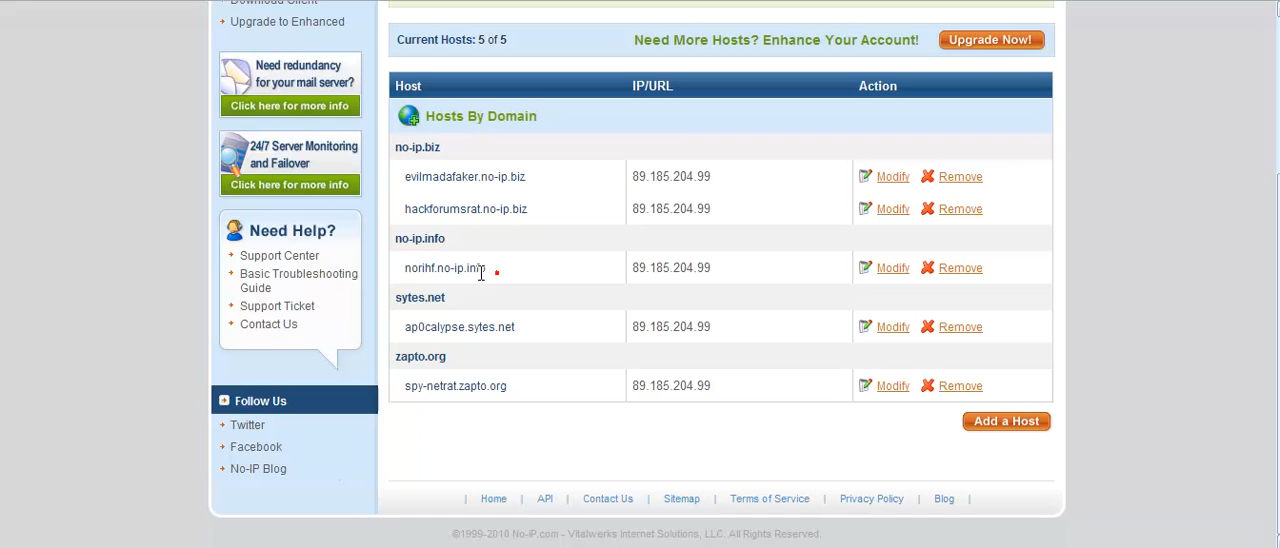 Download Client
Upgrade to Enhanced
Need redundancy
for your mail server?
Click here for more info
24/7 Server Monitoring
and Failover
Click here for more info
Need Help?
Support Center
Basic Troubleshooting
Guide
Support Ticket
Contact Us
Follow Us
Twitter
Facebook
No-IP Blog
Current Hosts: 5 of 5 Need More Hosts? Enhance Your Account! Upgrade Now!
Host IP/URL Action
Hosts By Domain
no-ip.biz
evilmadafaker.no-ip.biz 89.185.204.99 Modify Remove
hackforumsrat.no-ip.biz 89.185.204.99 Modify Remove
no-ip.info
norihf.no-ip.info 89.185.204.99 Modify Remove
sytes.net
ap0calypse.sytes.net 89.185.204.99 Modify Remove
zapto.org
spy-netrat.zapto.org 89.185.204.99 Modify Remove
Add a Host
| Home | API | Contact Us | Sitemap | Terms of Service | Privacy Policy | Blog |
©1999-2010 No-IP.com - Vitalwerks Internet Solutions, LLC. All Rights Reserved.